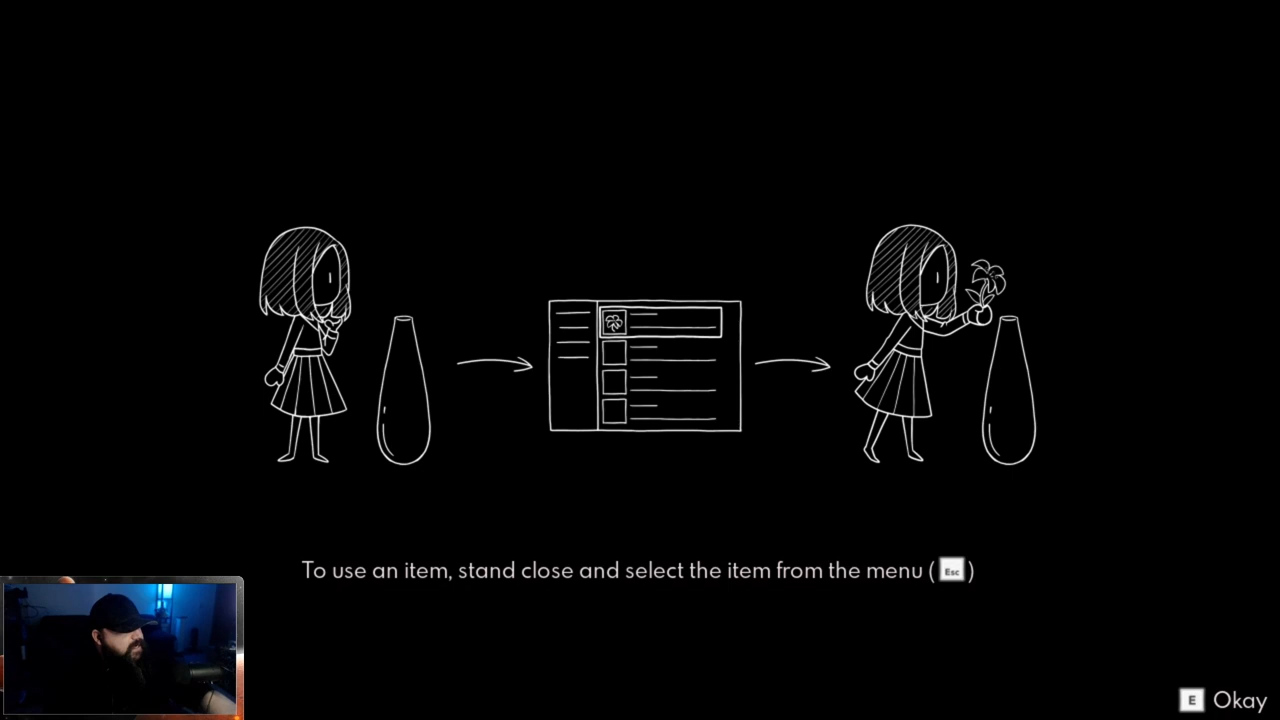 To use an item, stand close and select the item from the menu ( Esc )
E Okay